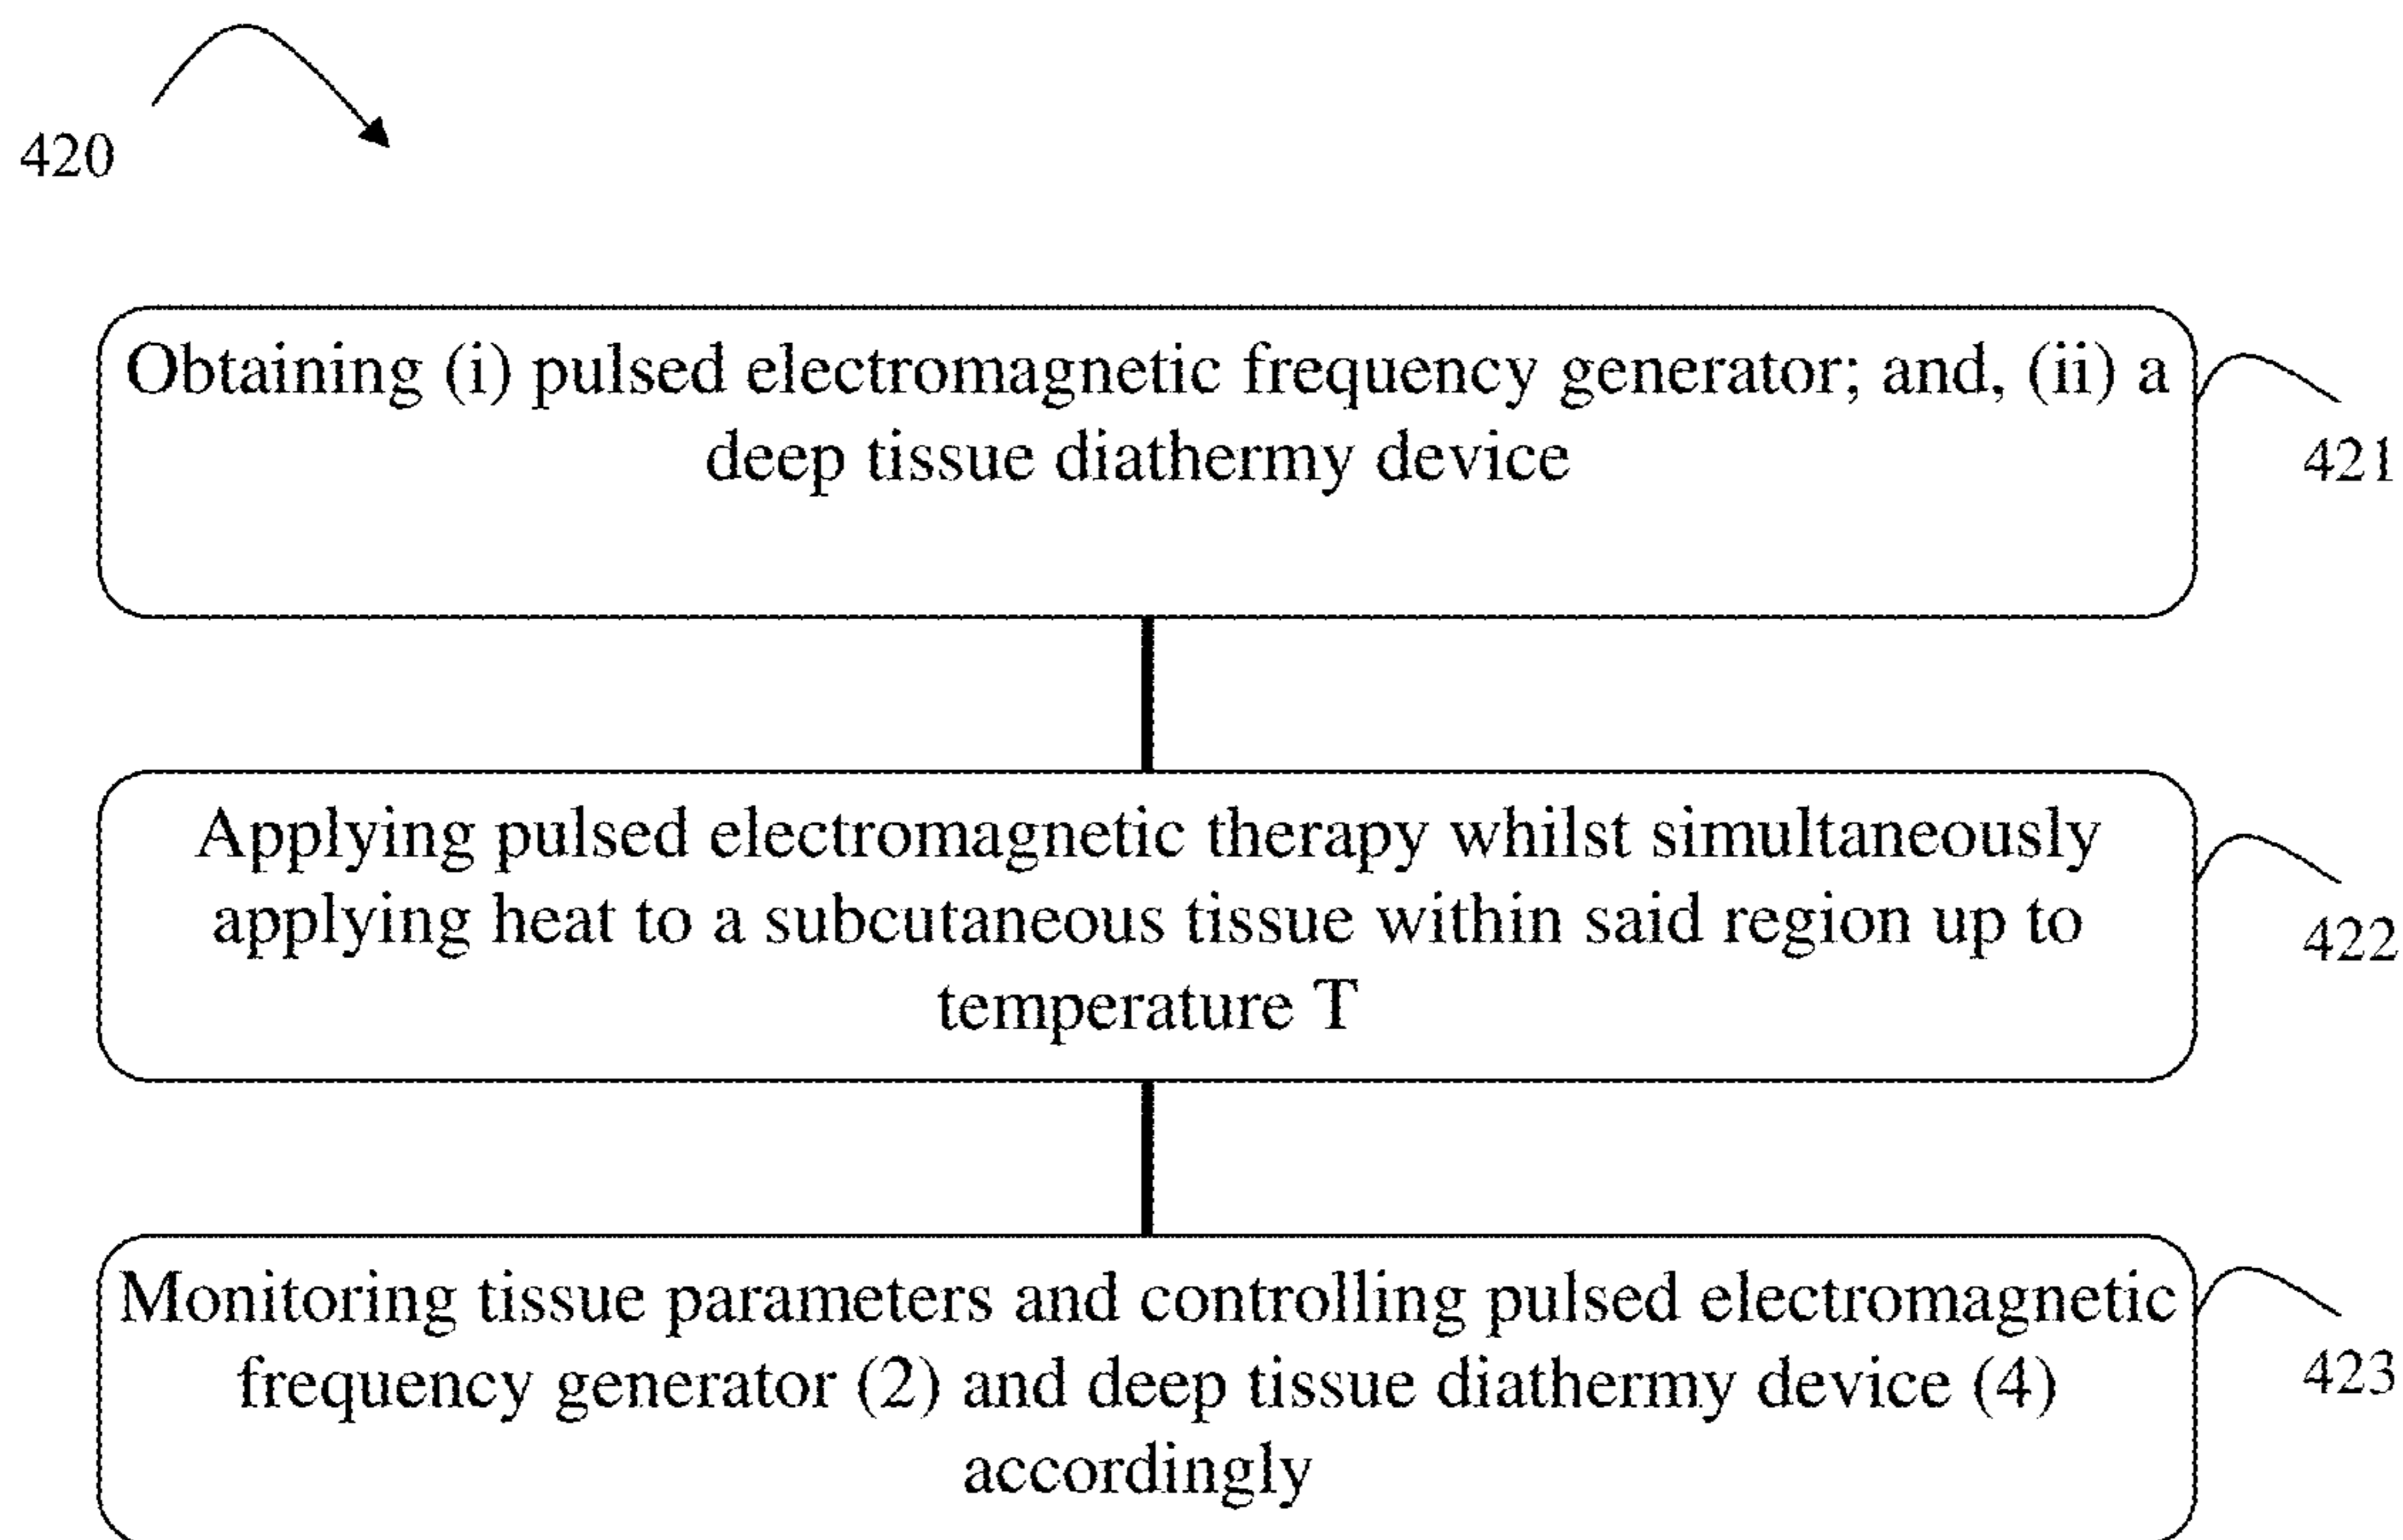 420
Obtaining (i) pulsed electromagnetic frequency generator; and, (ii) a
deep tissue diathermy device
421
Applying pulsed electromagnetic therapy whilst simultaneously
applying heat to a subcutaneous tissue within said region up to
temperature T
422
Monitoring tissue parameters and controlling pulsed electromagnetic
frequency generator (2) and deep tissue diathermy device (4)
accordingly
423